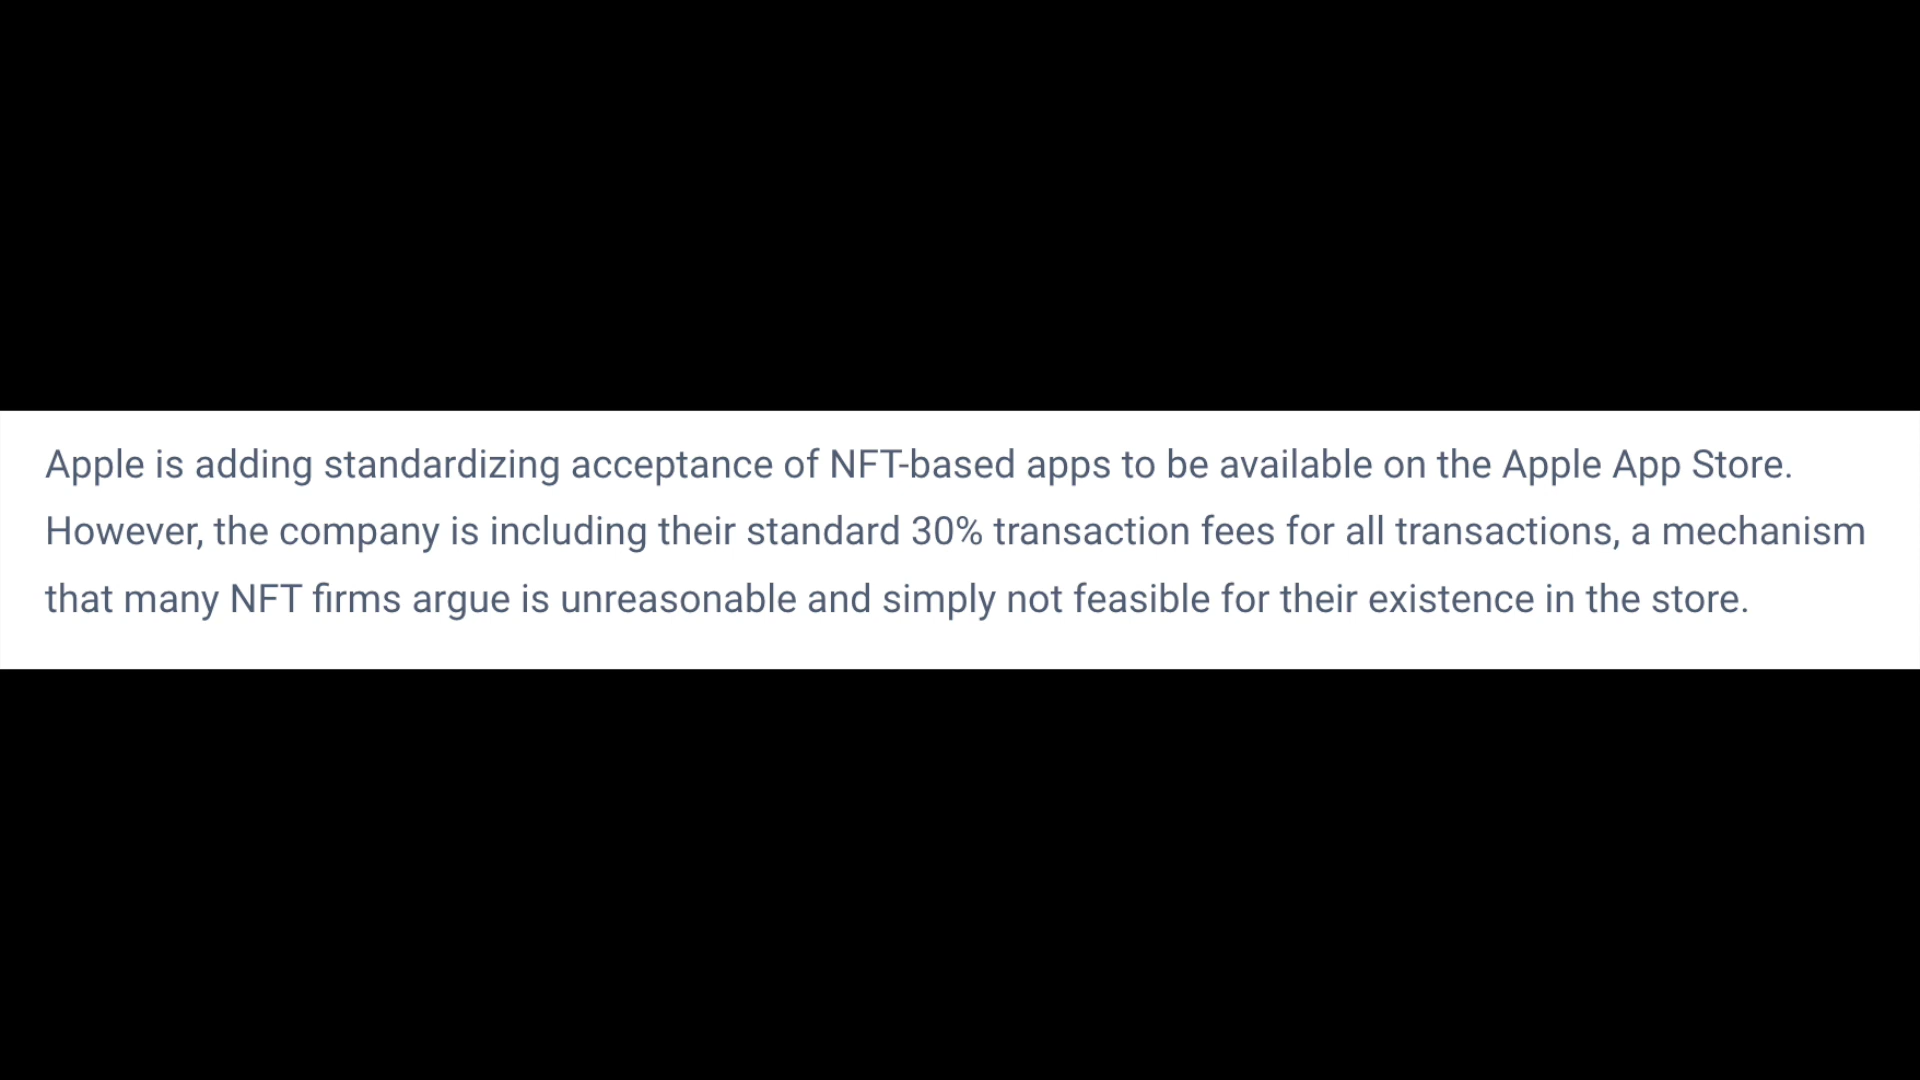 Apple is adding standardizing acceptance of NFT-based apps to be available on the Apple App Store.
However, the company is including their standard 30% transaction fees for all transactions, a mechanism
that many NFT firms argue is unreasonable and simply not feasible for their existence in the store.